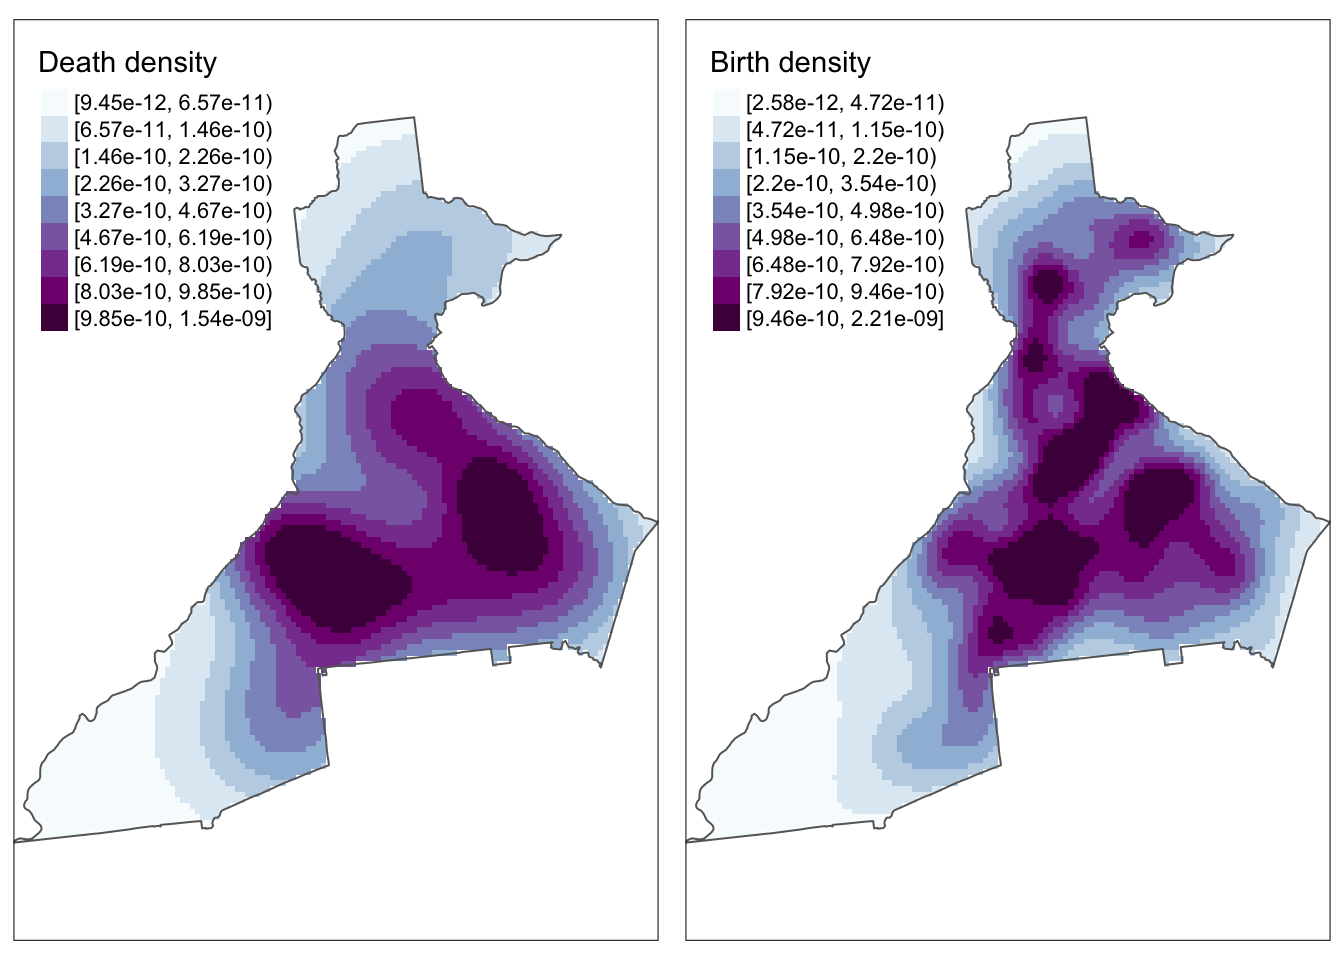 Death density
[9.45e-12, 6.57e-11)
[6.57e-11, 1.46e-10)
[1.46e-10, 2.26e-10)
[2.26e-10, 3.27e-10)
[3.27e-10, 4.67e-10)
[4.67e-10, 6.19e-10)
[6.19e-10, 8.03e-10)
[8.03e-10, 9.85e-10)
[9.85e-10, 1.54e-09]
Birth density
[2.58e-12, 4.72e-11)
[4.72e-11, 1.15e-10)
[1.15e-10, 2.2e-10)
[2.2e-10, 3.54e-10)
[3.54e-10, 4.98e-10)
[4.98e-10, 6.48e-10)
[6.48e-10, 7.92e-10)
[7.92e-10, 9.46e-10)
[9.46e-10, 2.21e-09]